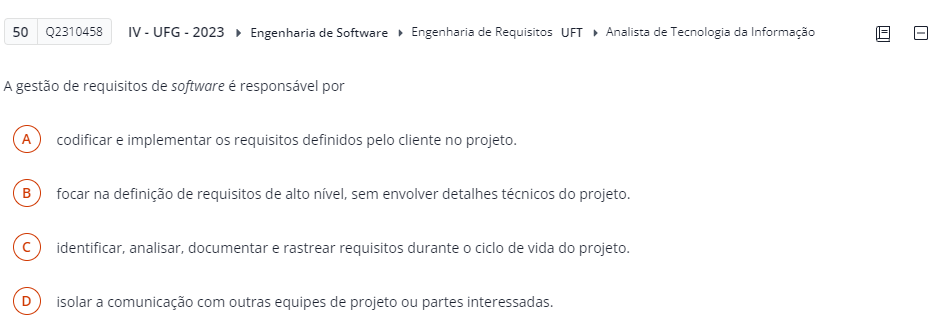 50 Q2310458 IV - UFG - 2023 Engenharia de Software Engenharia de Requisitos UFT Analista de Tecnologia da Informação
A gestão de requisitos de software é responsável por
A codificar e implementar os requisitos definidos pelo cliente no projeto.
B focar na definição de requisitos de alto nível, sem envolver detalhes técnicos do projeto.
C identificar, analisar, documentar e rastrear requisitos durante o ciclo de vida do projeto.
D isolar a comunicação com outras equipes de projeto ou partes interessadas.